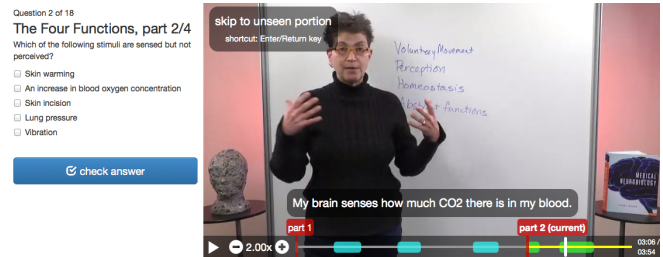 Question 2 of 18
The Four Functions, part 2/4
Which of the following stimuli are sensed but not
perceived?
Skin warming
An increase in blood oxygen concentration
Skin incision
Lung pressure
Vibration
check answer
skip to unseen portion
shortcut: Enter/Return key
Voluntary Movement
Perception
Homeostasis
Abstract functions
MEDICAL
NEUROBIOLOGY
My brain senses how much CO2 there is in my blood.
part 1
part 2 (current)
2.00x
03:06 /
03:54